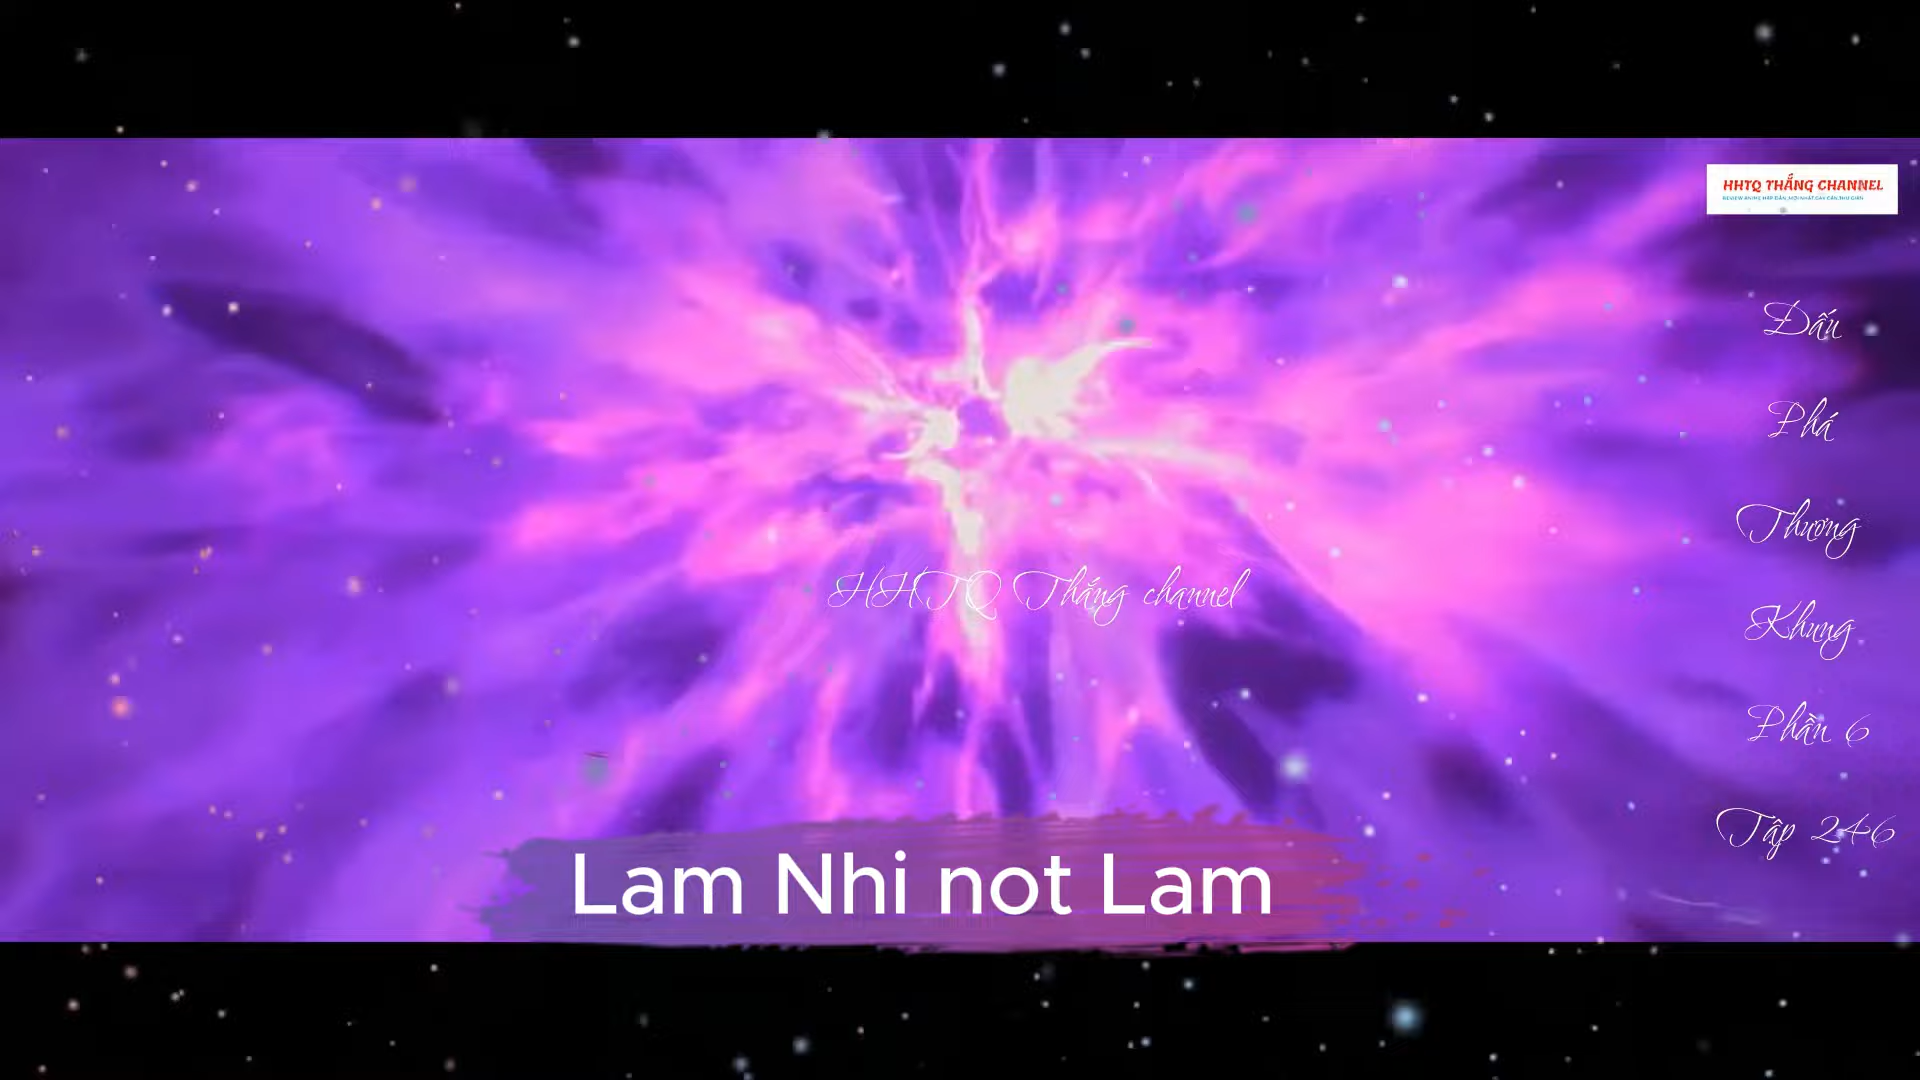 HHTQ THẮNG CHANNEL
Đấu
Phá
Thương
Khung
Phần 6
Tập 246
HHTQ Thắng channel
Lam Nhi not Lam